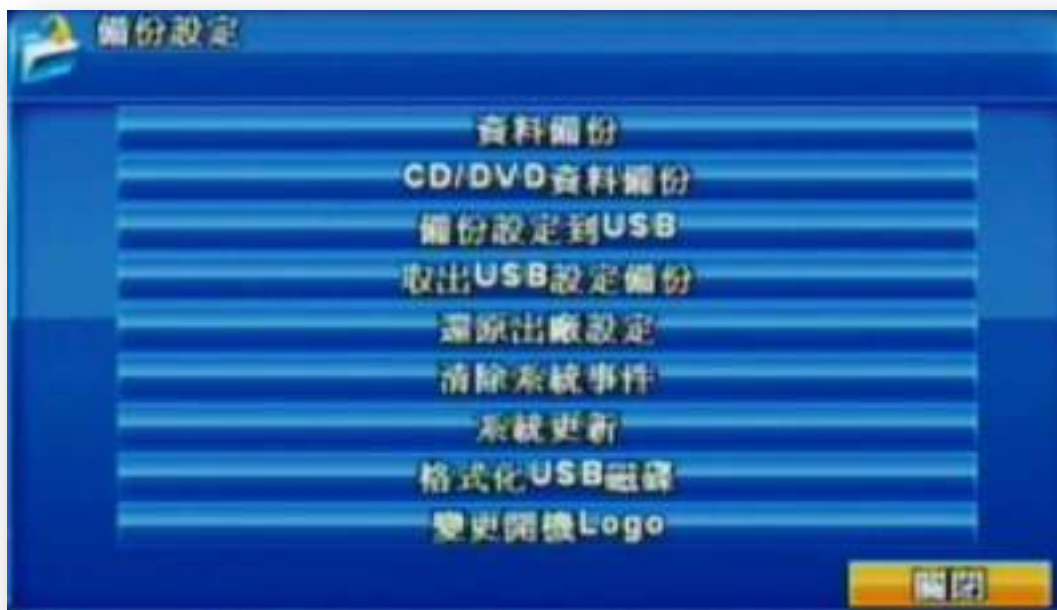 備份設定
資料備份
CD/DVD資料備份
備份設定到USB
取出USB設定備份
還原出廠設定
清除系統事件
系統更新
格式化USB磁碟
變更開機Logo
關閉